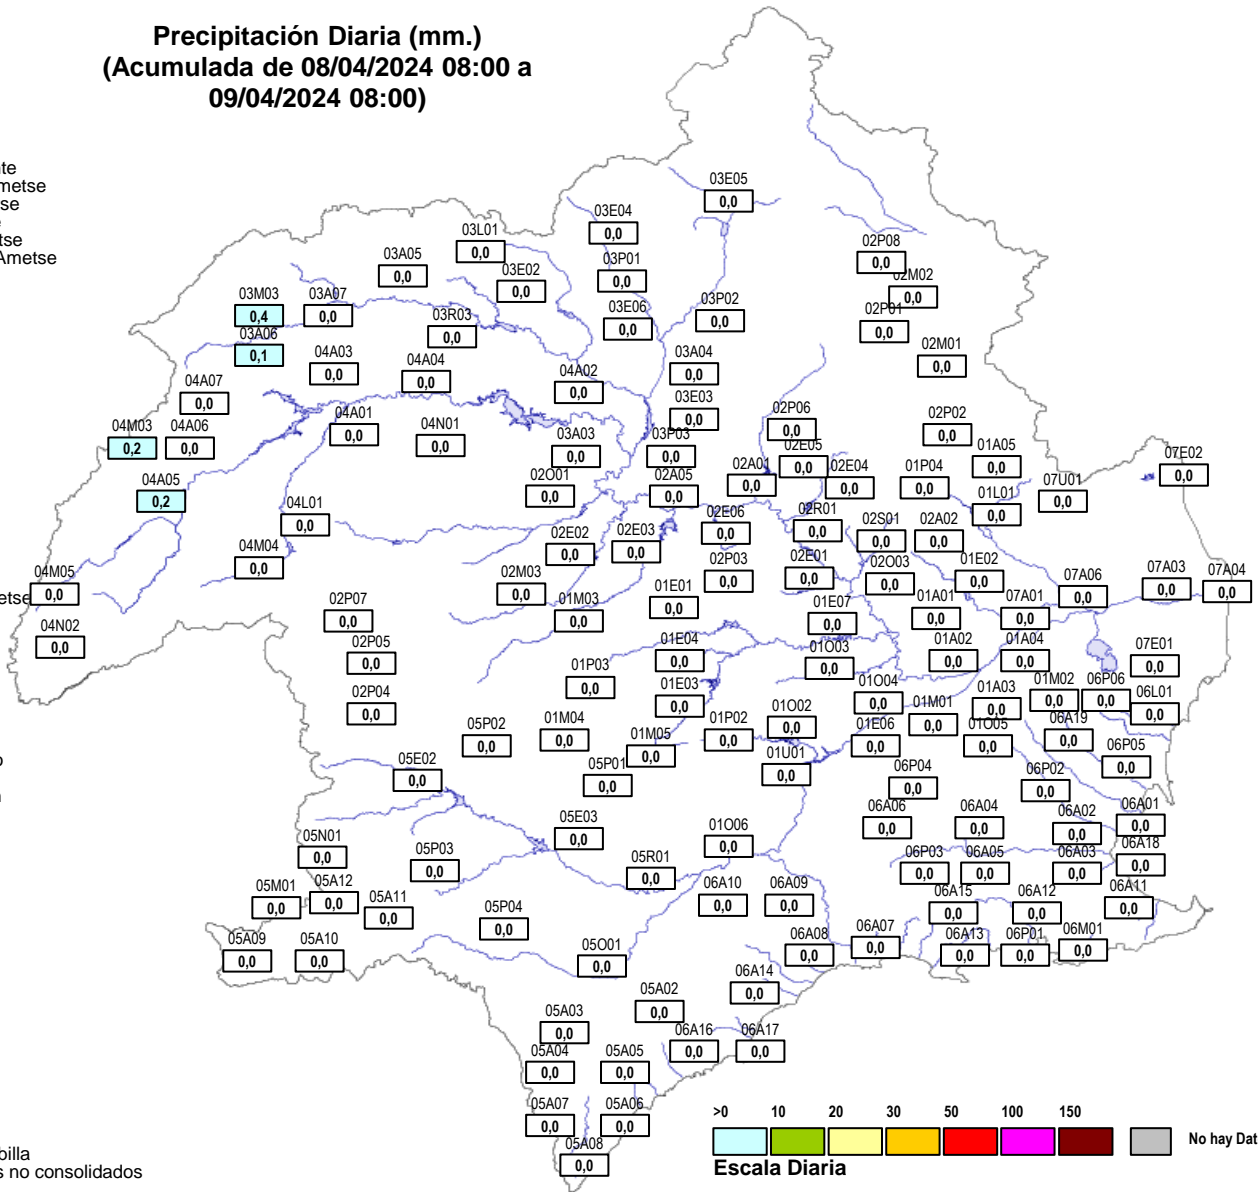 Precipitación Diaria (mm.)
(Acumulada de 08/04/2024 08:00 a
09/04/2024 08:00)
nte
metse
se
e
tse
Ametse
03E05
0,0
03E04
0,0
03L01
0,0
03A05
0,0
03P01
0,0
03E02
0,0
02P08
0,0
02M02
0,0
03M03
0,4
03A07
0,0
03R03
0,0
03E06
0,0
03P02
0,0
02P01
0,0
03A06
0,1
04A03
0,0
04A04
0,0
03A04
0,0
02M01
0,0
04A07
0,0
04A02
0,0
03E03
0,0
04M03
0,2
04A06
0,0
04A01
0,0
04N01
0,0
03A03
0,0
03P03
0,0
02P06
0,0
02P02
0,0
02E05
0,0
01A05
0,0
07E02
0,0
04A05
0,2
02O01
0,0
02A05
0,0
02A01
0,0
02E04
0,0
01P04
0,0
07U01
0,0
01L01
0,0
04L01
0,0
02E06
0,0
02R01
0,0
02S01
0,0
02A02
0,0
02E02
0,0
02E03
0,0
04M04
0,0
02P03
0,0
02E01
0,0
02O03
0,0
01E02
0,0
07A03
0,0
07A04
0,0
04M05
0,0
etse
02M03
0,0
07A06
0,0
02P07
0,0
01M03
0,0
01E01
0,0
01E07
0,0
01A01
0,0
07A01
0,0
04N02
0,0
02P05
0,0
01E04
0,0
01O03
0,0
01A02
0,0
01A04
0,0
07E01
0,0
01P03
0,0
02P04
0,0
01E03
0,0
01O04
0,0
01A03
0,0
01M02
0,0
06P06
0,0
06L01
0,0
05P02
0,0
01M04
0,0
01M05
0,0
01P02
0,0
01O02
0,0
01E06
0,0
01M01
0,0
01O05
0,0
06A19
0,0
05E02
0,0
05P01
0,0
01U01
0,0
06P04
0,0
06P02
0,0
06P05
0,0
05E03
0,0
01O06
0,0
06A06
0,0
06A04
0,0
06A02
0,0
06A01
0,0
05N01
0,0
05P03
0,0
05R01
0,0
06P03
0,0
06A05
0,0
06A03
0,0
06A18
0,0
05M01
0,0
05A12
0,0
05A11
0,0
06A10
0,0
06A09
0,0
06A15
0,0
06A12
0,0
06A11
0,0
05P04
0,0
05A09
0,0
05A10
0,0
05O01
0,0
06A08
0,0
06A07
0,0
06A13
0,0
06P01
0,0
06M01
0,0
06A14
0,0
05A02
0,0
05A03
0,0
06A16
0,0
06A17
0,0
05A04
0,0
05A05
0,0
05A07
0,0
05A06
0,0
05A08
0,0
>0 10 20 30 50 100 150
No hay Dat
Escala Diaria
billa
s no consolidados